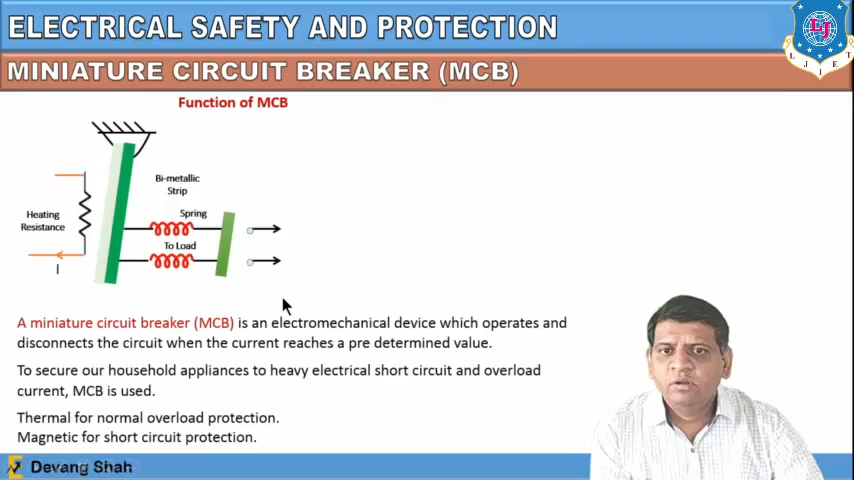 ELECTRICAL SAFETY AND PROTECTION
MINIATURE CIRCUIT BREAKER (MCB)
LJ
L J I E T
Function of MCB
Bi-metallic
Strip
Heating
Resistance
Spring
To Load
I
A miniature circuit breaker (MCB) is an electromechanical device which operates and
disconnects the circuit when the current reaches a pre determined value.
To secure our household appliances to heavy electrical short circuit and overload
current, MCB is used.
Thermal for normal overload protection.
Magnetic for short circuit protection.
Devang Shah